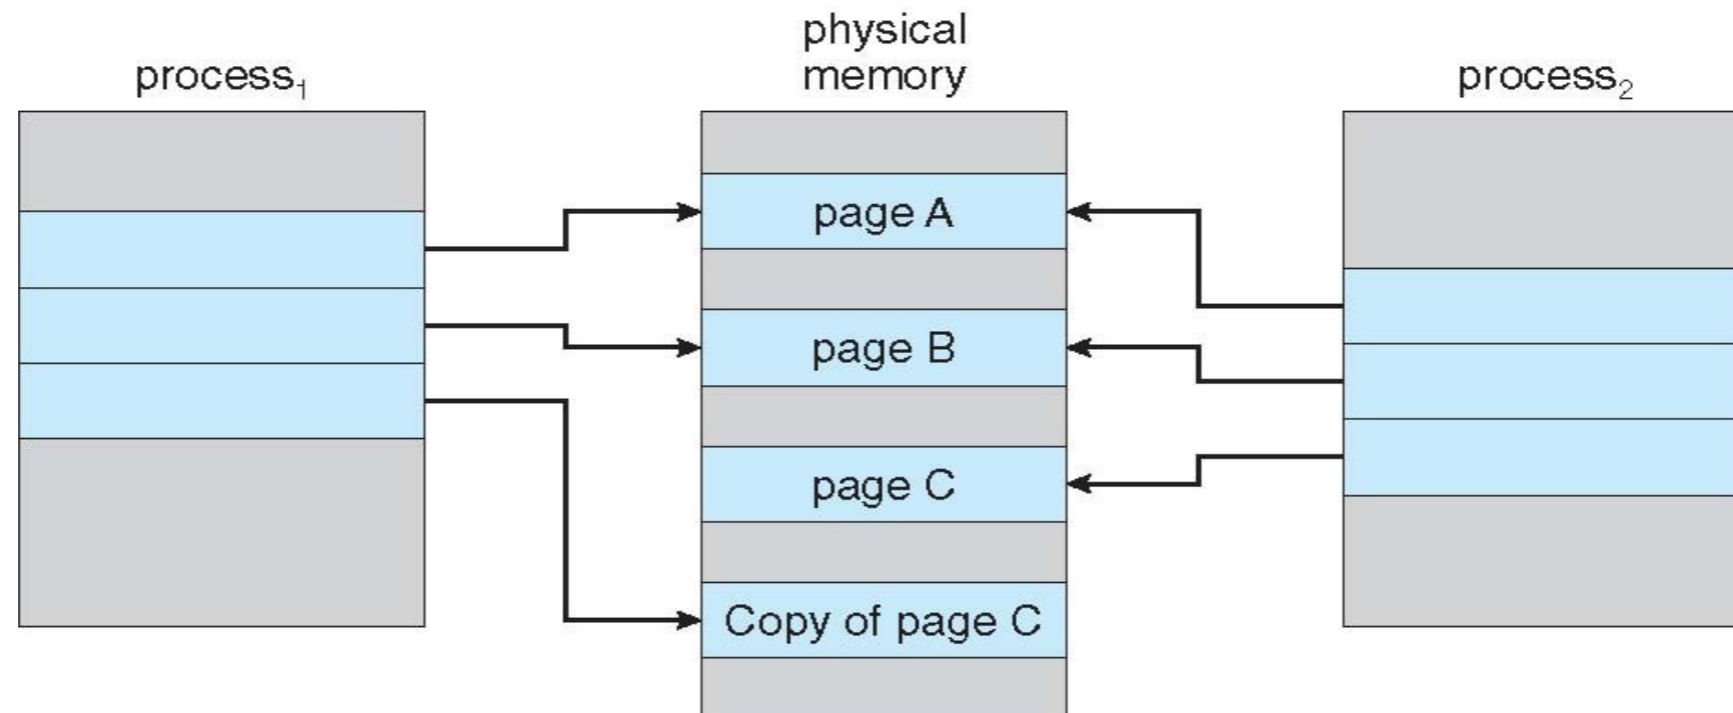 process₁
physical
memory
process₂
page A
page B
page C
Copy of page C